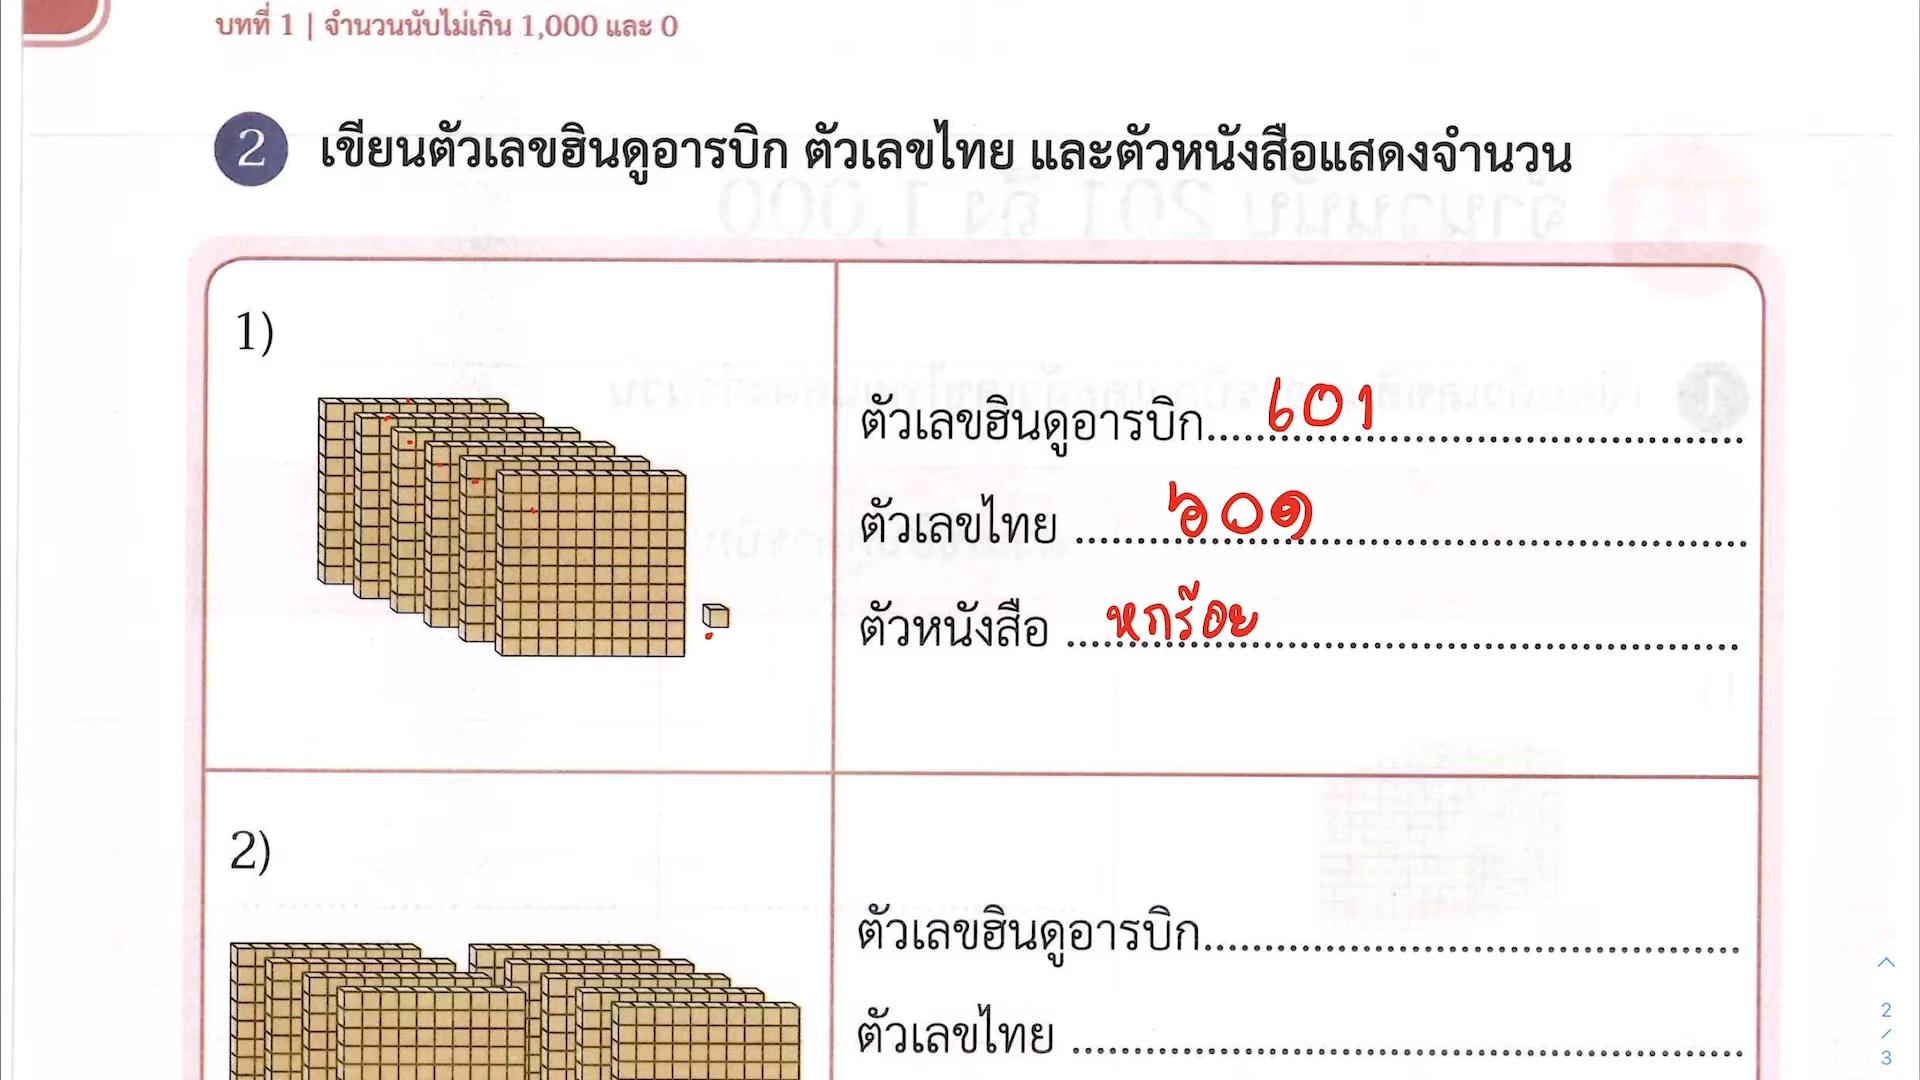 บทที่ 1 | จำนวนนับไม่เกิน 1,000 และ 0
2 เขียนตัวเลขฮินดูอารบิก ตัวเลขไทย และตัวหนังสือแสดงจำนวน
1)
ตัวเลขฮินดูอารบิก 601
ตัวเลขไทย ๖๐๑
ตัวหนังสือ หกร้อย
2)
ตัวเลขฮินดูอารบิก
ตัวเลขไทย
2
/
3